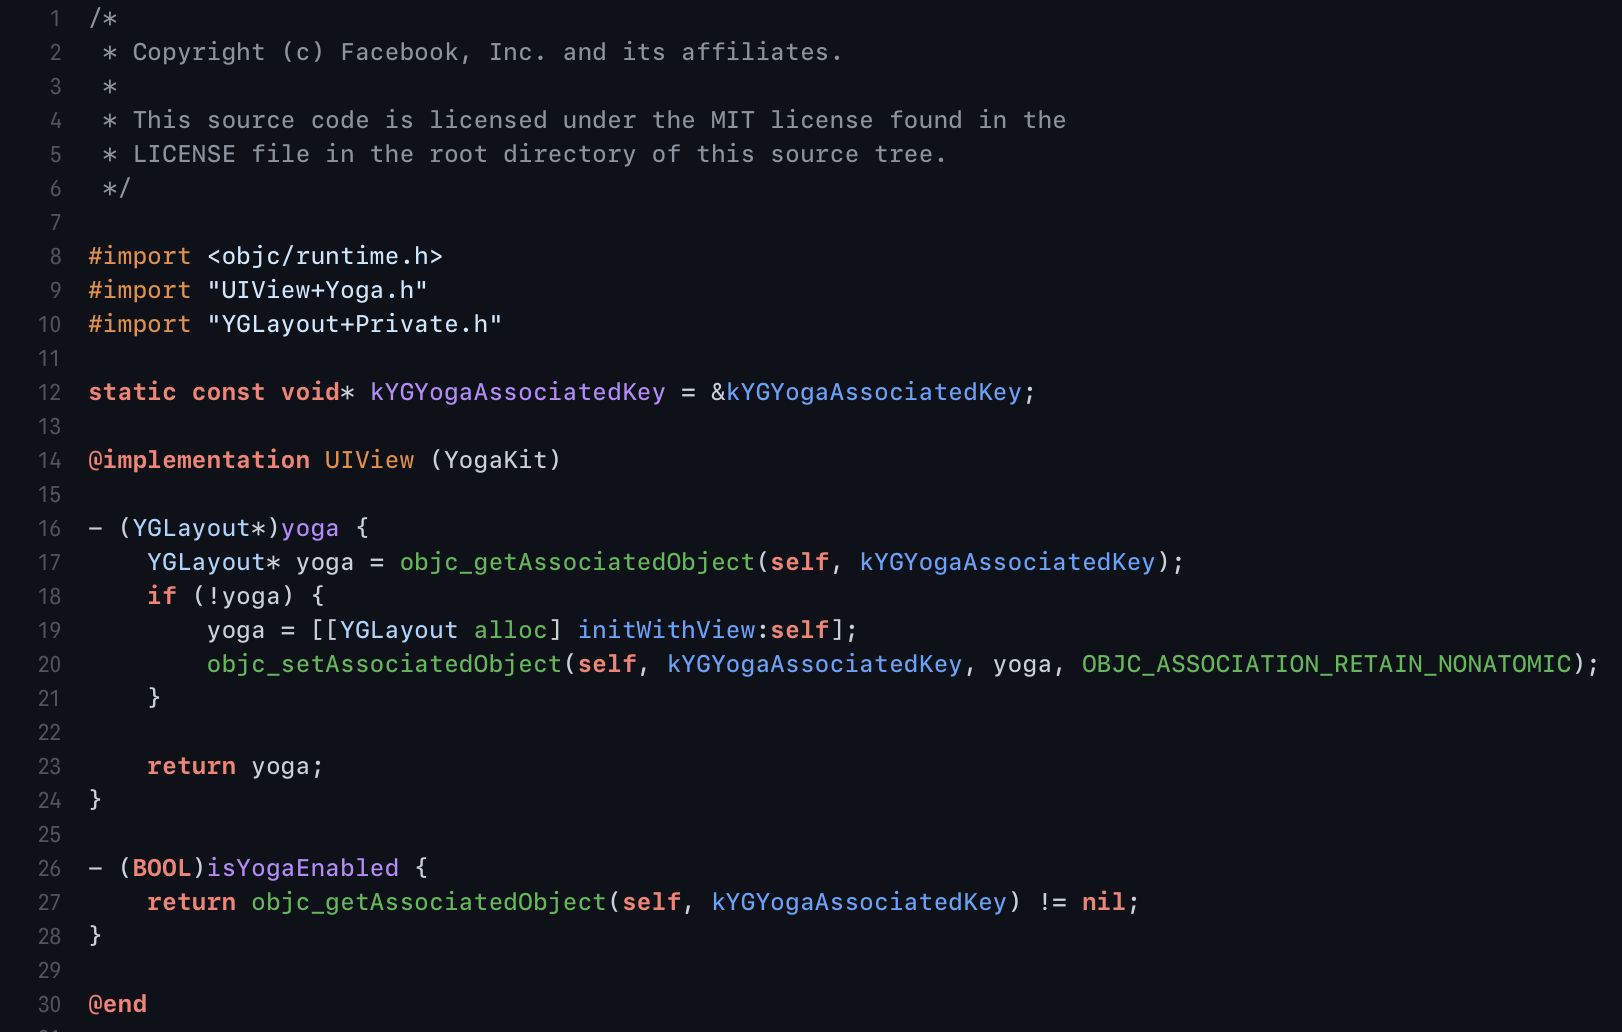 1 /*
2  * Copyright (c) Facebook, Inc. and its affiliates.
3  *
4  * This source code is licensed under the MIT license found in the
5  * LICENSE file in the root directory of this source tree.
6  */
7
8 #import <objc/runtime.h>
9 #import "UIView+Yoga.h"
10 #import "YGLayout+Private.h"
11
12 static const void* kYGYogaAssociatedKey = &kYGYogaAssociatedKey;
13
14 @implementation UIView (YogaKit)
15
16 - (YGLayout*)yoga {
17     YGLayout* yoga = objc_getAssociatedObject(self, kYGYogaAssociatedKey);
18     if (!yoga) {
19         yoga = [[YGLayout alloc] initWithView:self];
20         objc_setAssociatedObject(self, kYGYogaAssociatedKey, yoga, OBJC_ASSOCIATION_RETAIN_NONATOMIC);
21     }
22
23     return yoga;
24 }
25
26 - (BOOL)isYogaEnabled {
27     return objc_getAssociatedObject(self, kYGYogaAssociatedKey) != nil;
28 }
29
30 @end